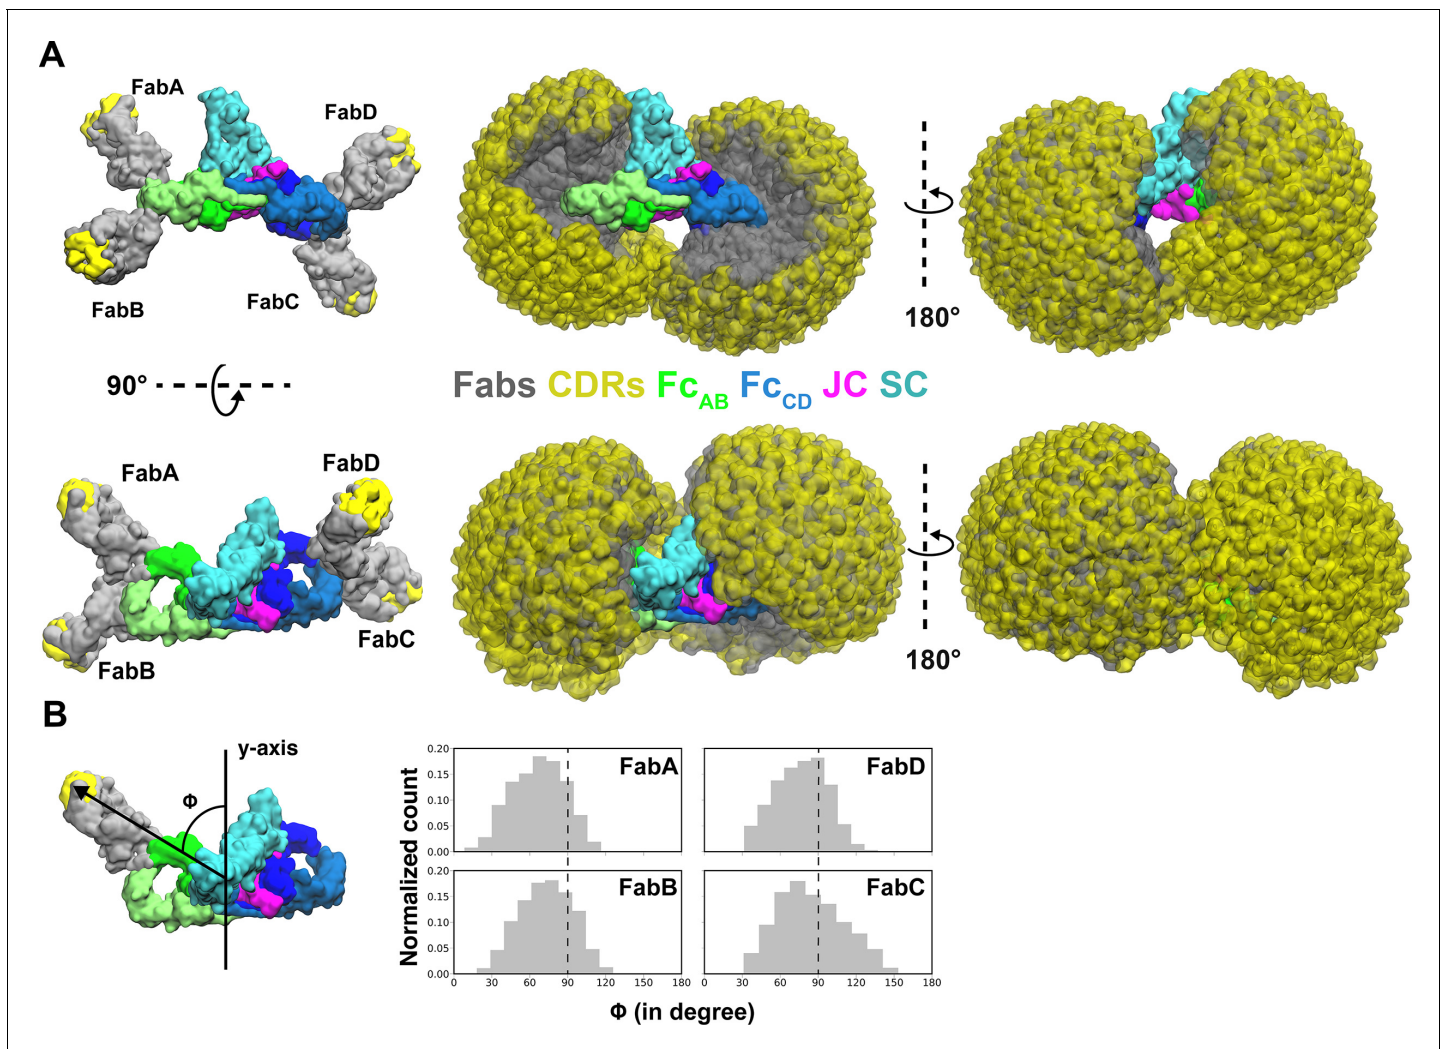 A
FabA
FabD
FabB
FabC
180°
90°
Fabs CDRs FcAB FcCD JC SC
FabA
FabD
FabB
FabC
180°
B
y-axis
Φ
Normalized count
0.20
0.15
0.10
0.05
0.00
FabA
FabD
0.20
0.15
0.10
0.05
0.00
FabB
FabC
0 30 60 90 120 150 180
0 30 60 90 120 150 180
Φ (in degree)